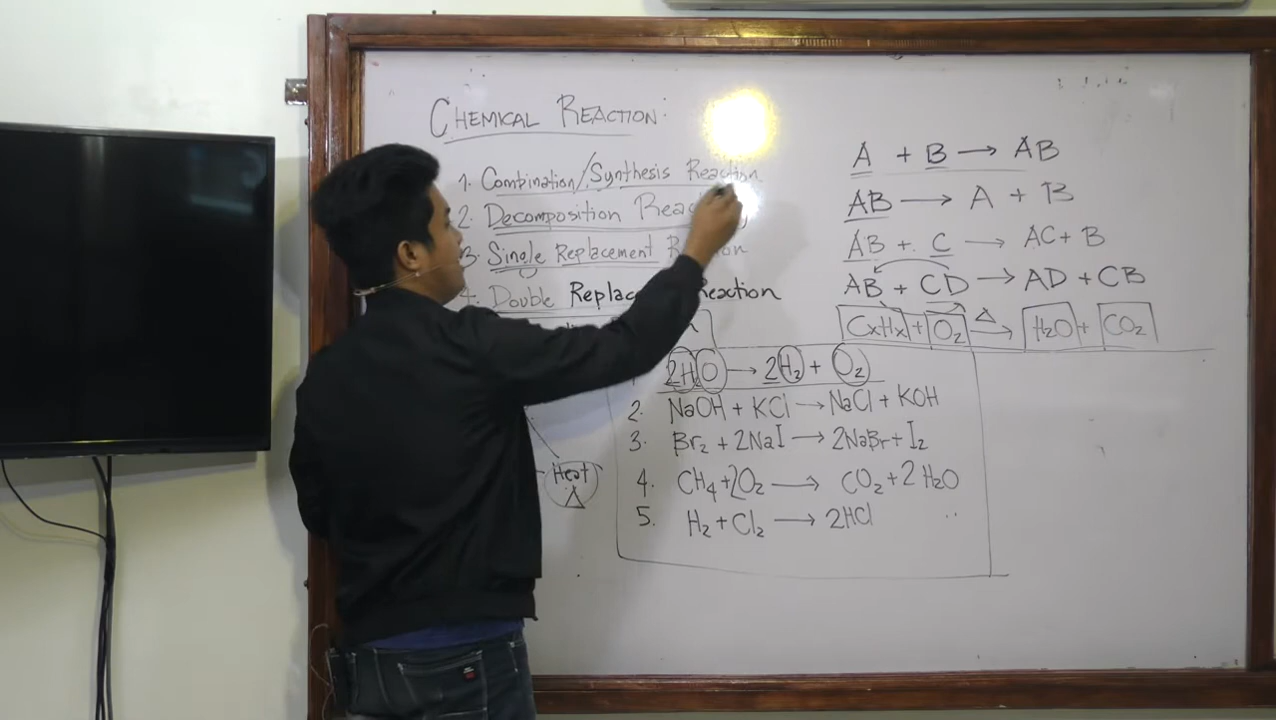 CHEMICAL REACTION:
1. Combination/Synthesis Reaction
2. Decomposition
3. Single Replacement
4. Double Reaction
A + B → AB
AB → A + B
AB + C → AC + B
AB + CD → AD + CB
CxHx + O₂ Δ→ H₂O + CO₂
2HO → 2H₂ + O₂
2. NaOH + KCl → NaCl + KOH
3. Br₂ + 2NaI → 2NaBr + I₂
4. CH₄ + 2O₂ → CO₂ + 2H₂O
5. H₂ + Cl₂ → 2HCl
Heat
Δ